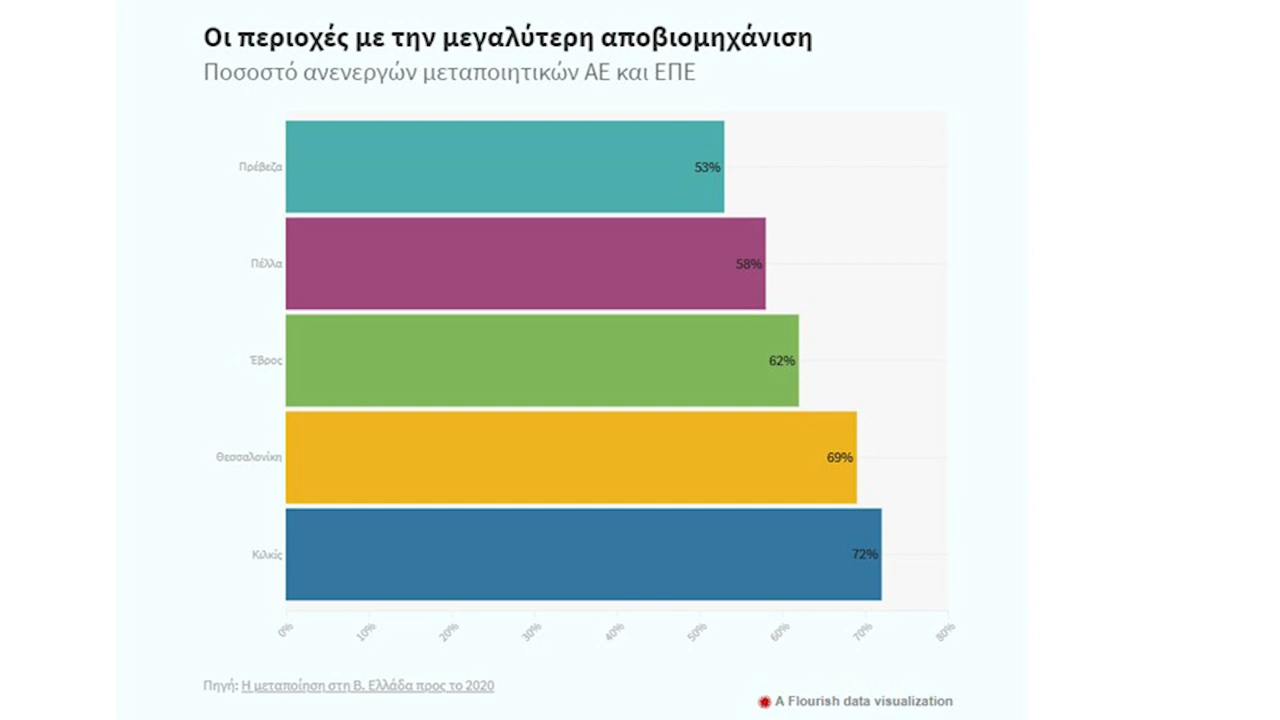 Οι περιοχές με την μεγαλύτερη αποβιομηχάνιση
Ποσοστό ανενεργών μεταποιητικών ΑΕ και ΕΠΕ
Πρέβεζα
53%
Πέλλα
58%
Έβρος
62%
Θεσσαλονίκη
69%
Κιλκίς
72%
0%
10%
20%
30%
40%
50%
60%
70%
80%
Πηγή: Η μεταποίηση στη Β. Ελλάδα προς το 2020
A Flourish data visualization